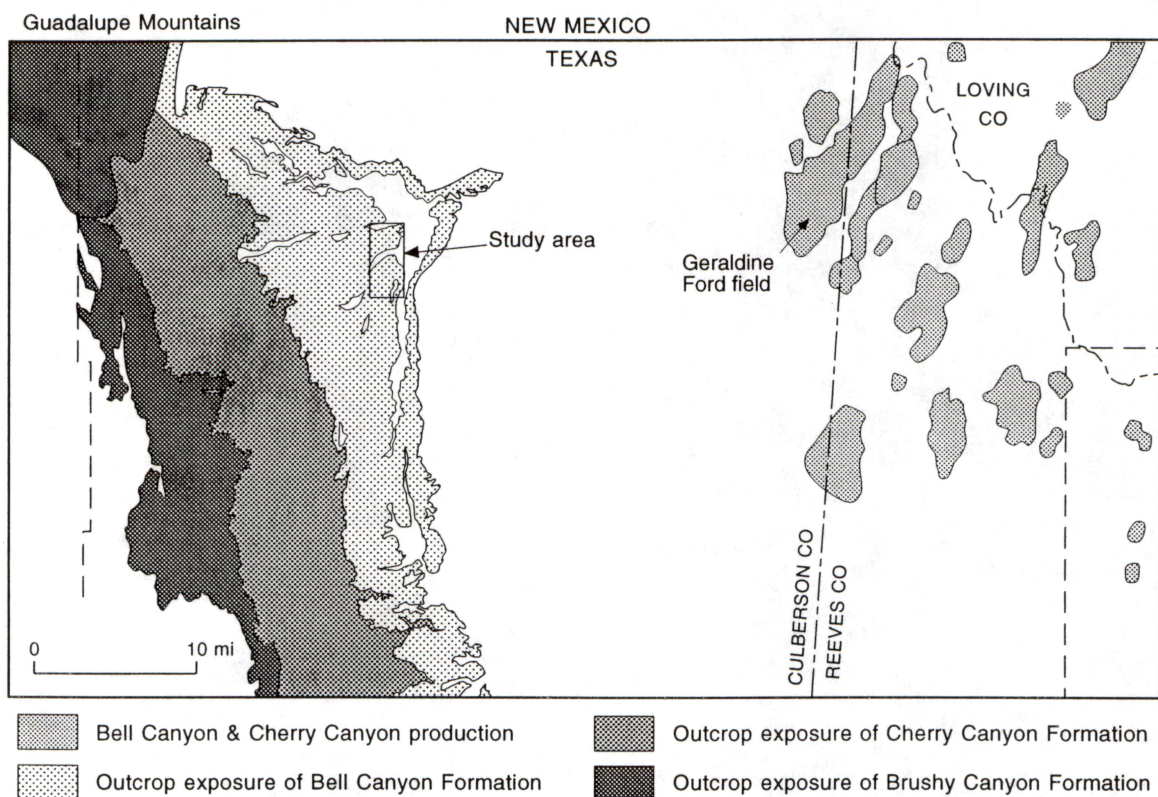 Guadalupe Mountains
NEW MEXICO
TEXAS
LOVING
CO
Study area
Geraldine
Ford field
CULBERSON CO
REEVES CO
0
10 mi
Bell Canyon & Cherry Canyon production
Outcrop exposure of Cherry Canyon Formation
Outcrop exposure of Bell Canyon Formation
Outcrop exposure of Brushy Canyon Formation